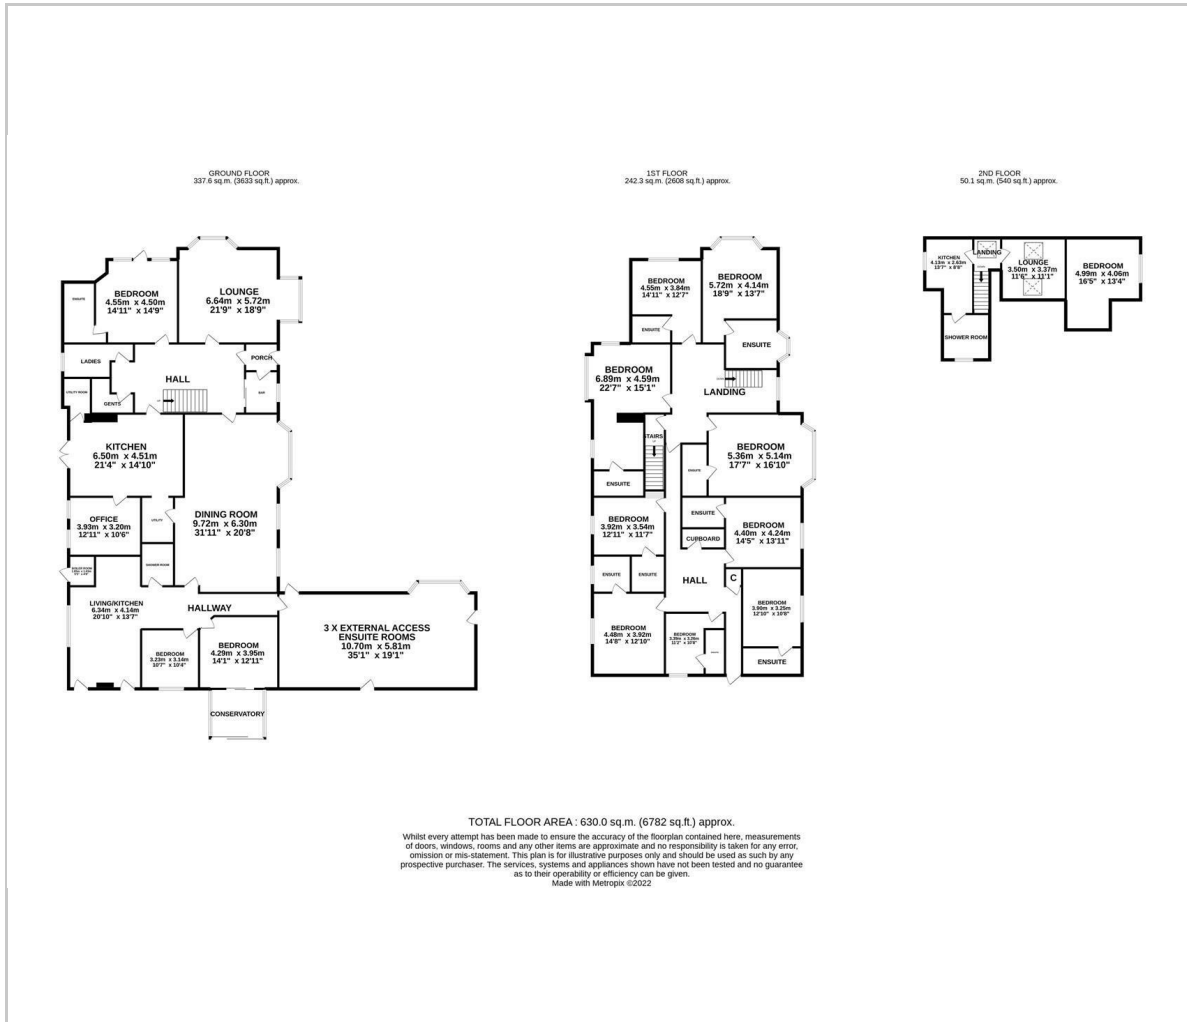 GROUND FLOOR
337.6 sq.m. (3633 sq.ft.) approx.
ENSUITE
BEDROOM
4.55m x 4.50m
14'11" x 14'9"
LOUNGE
6.64m x 5.72m
21'9" x 18'9"
LADIES
PORCH
HALL
UTILITY ROOM
GENTS
UP
BAR
KITCHEN
6.50m x 4.51m
21'4" x 14'10"
OFFICE
3.93m x 3.20m
12'11" x 10'6"
UTILITY
DINING ROOM
9.72m x 6.30m
31'11" x 20'8"
BOILER ROOM
SHOWER ROOM
LIVING/KITCHEN
6.34m x 4.14m
20'10" x 13'7"
HALLWAY
BEDROOM
3.23m x 3.14m
10'7" x 10'4"
BEDROOM
4.29m x 3.95m
14'1" x 12'11"
3 X EXTERNAL ACCESS
ENSUITE ROOMS
10.70m x 5.81m
35'1" x 19'1"
CONSERVATORY
1ST FLOOR
242.3 sq.m. (2608 sq.ft.) approx.
BEDROOM
4.55m x 3.84m
14'11" x 12'7"
BEDROOM
5.72m x 4.14m
18'9" x 13'7"
ENSUITE
ENSUITE
BEDROOM
6.89m x 4.59m
22'7" x 15'1"
DOWN
LANDING
STAIRS
UP
BEDROOM
5.36m x 5.14m
17'7" x 16'10"
ENSUITE
ENSUITE
BEDROOM
3.92m x 3.54m
12'11" x 11'7"
ENSUITE
CUPBOARD
BEDROOM
4.40m x 4.24m
14'5" x 13'11"
ENSUITE
ENSUITE
HALL
C
BEDROOM
3.90m x 3.25m
12'10" x 10'8"
BEDROOM
4.48m x 3.92m
14'8" x 12'10"
BEDROOM
ENSUITE
2ND FLOOR
50.1 sq.m. (540 sq.ft.) approx.
KITCHEN
4.13m x 2.63m
13'7" x 8'8"
LANDING
DOWN
LOUNGE
3.50m x 3.37m
11'6" x 11'1"
BEDROOM
4.99m x 4.06m
16'5" x 13'4"
SHOWER ROOM
TOTAL FLOOR AREA : 630.0 sq.m. (6782 sq.ft.) approx.
Whilst every attempt has been made to ensure the accuracy of the floorplan contained here, measurements
of doors, windows, rooms and any other items are approximate and no responsibility is taken for any error,
omission or mis-statement. This plan is for illustrative purposes only and should be used as such by any
prospective purchaser. The services, systems and appliances shown have not been tested and no guarantee
as to their operability or efficiency can be given.
Made with Metropix ©2022